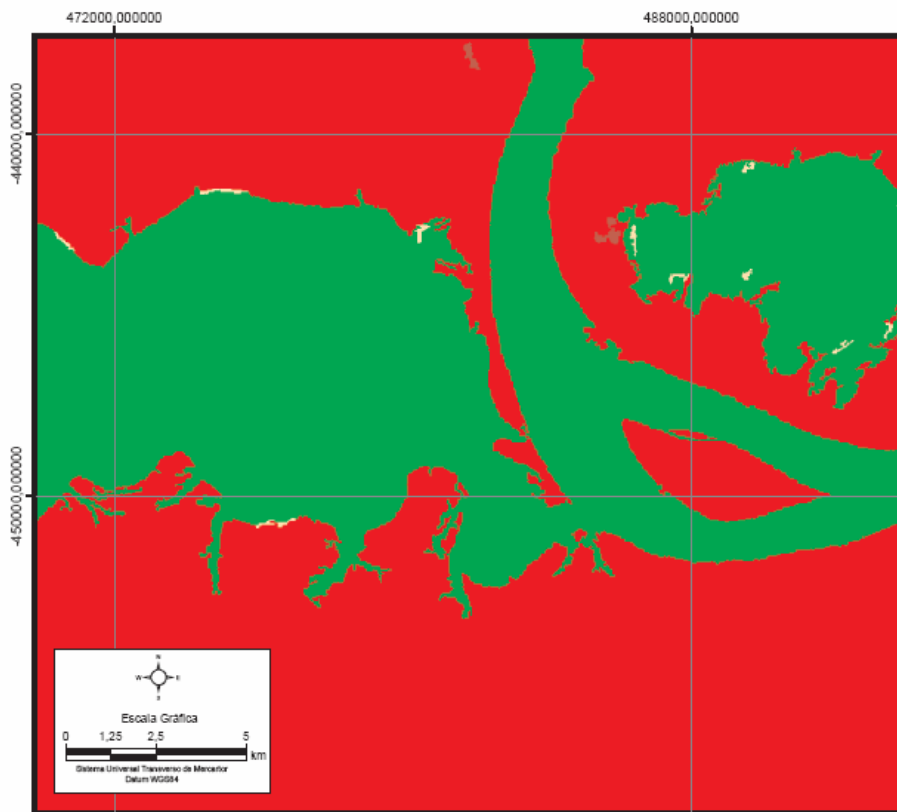 472000,000000
488000,000000
-440000,000000
-450000,000000
N
W
E
S
Escala Gráfica
0 1,25 2,5 5
km
Sistema Universal Transverso de Mercartor
Datum WGS84